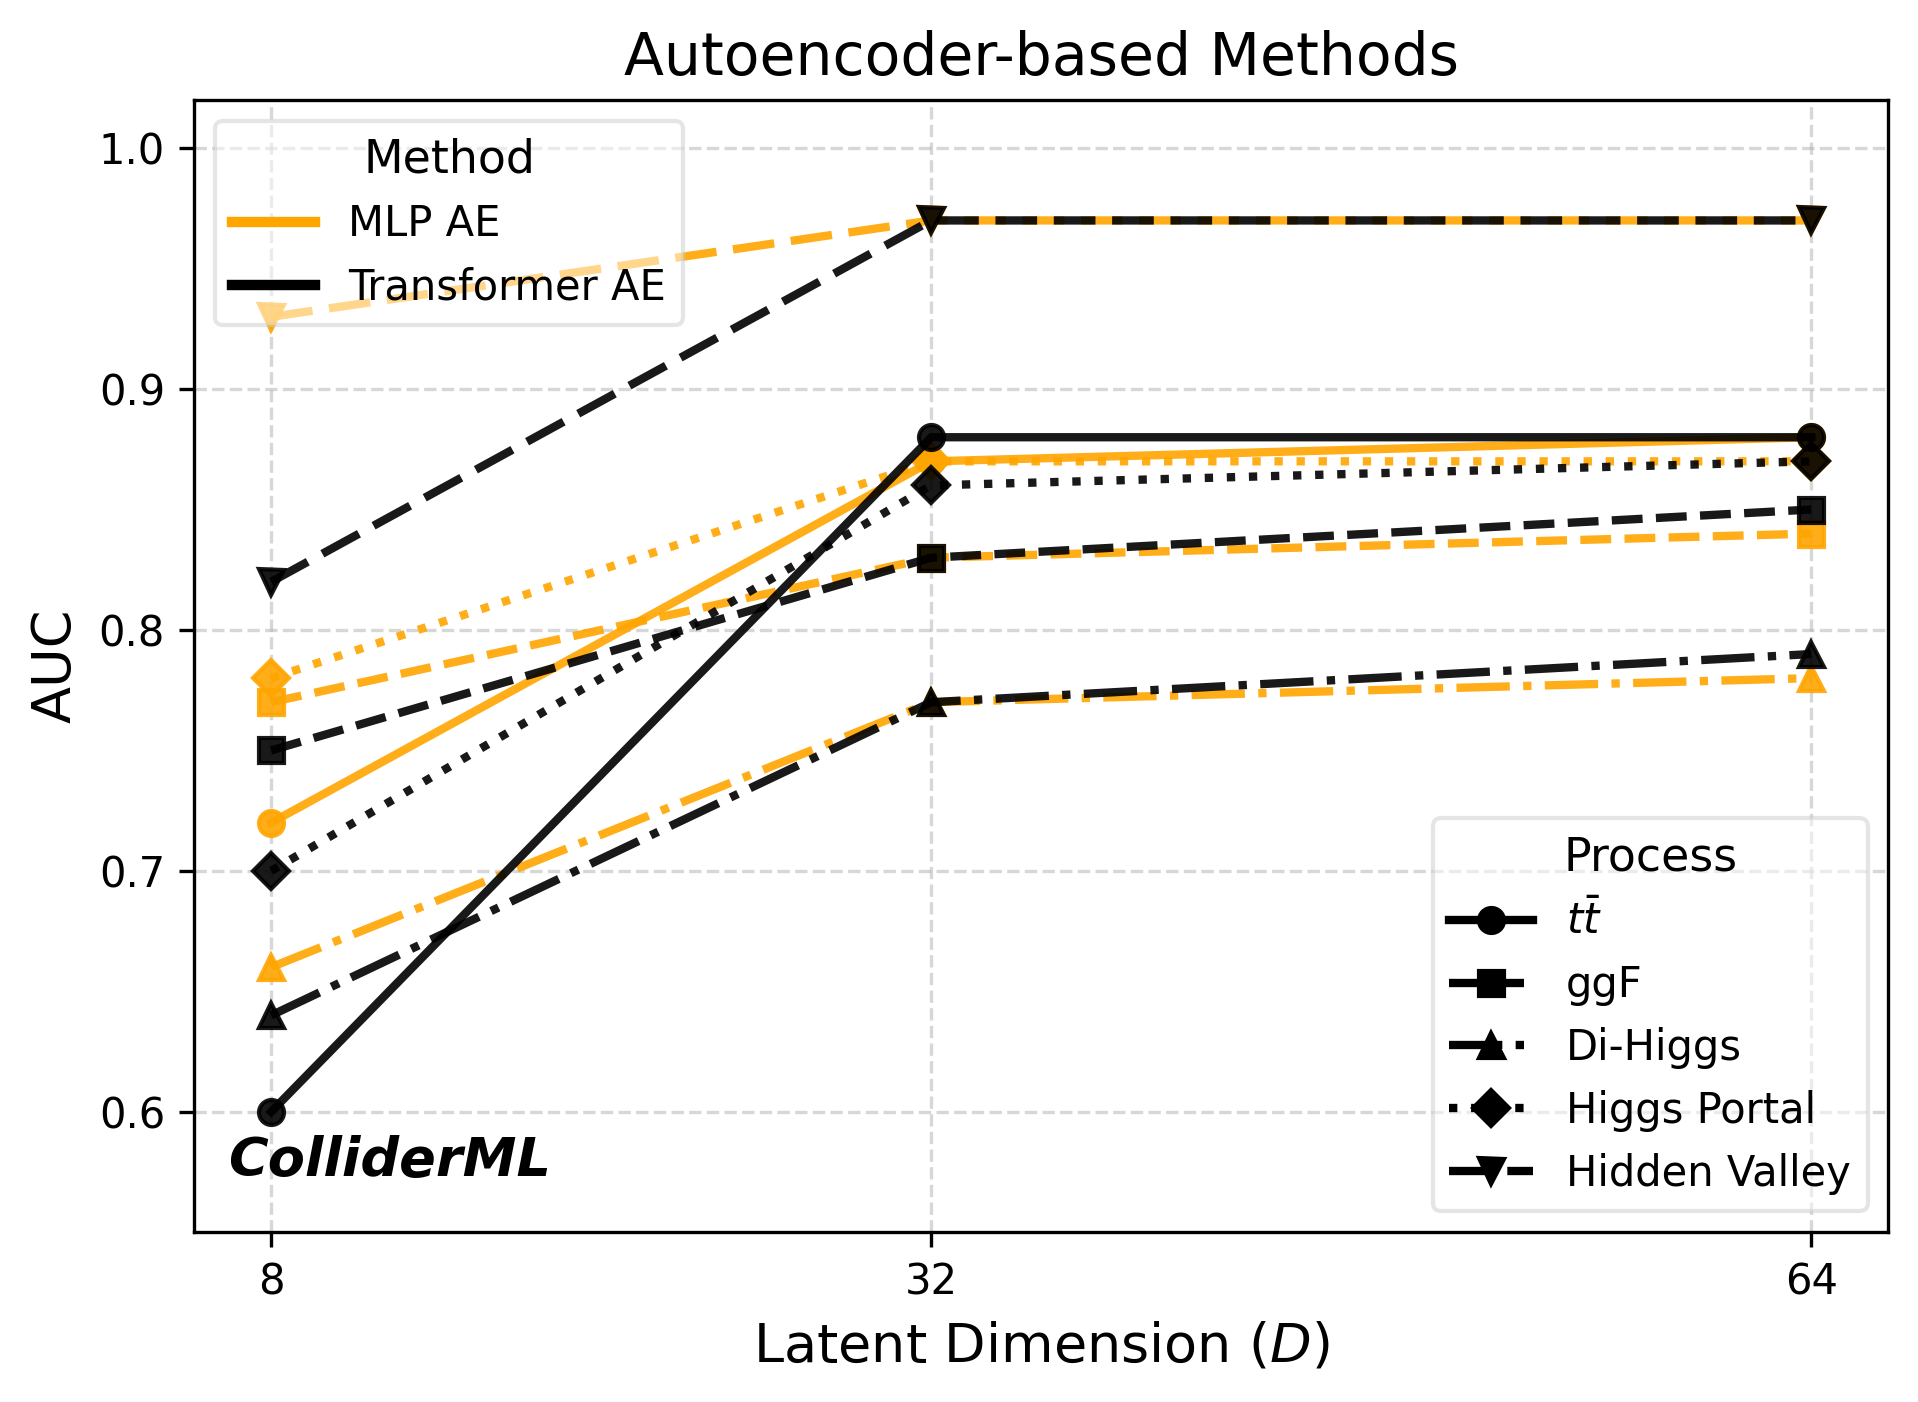 Autoencoder-based Methods
Method
MLP AE
Transformer AE
1.0
0.9
0.8
0.7
0.6
AUC
ColliderML
Process
tt̄
ggF
Di-Higgs
Higgs Portal
Hidden Valley
8 32 64
Latent Dimension (D)